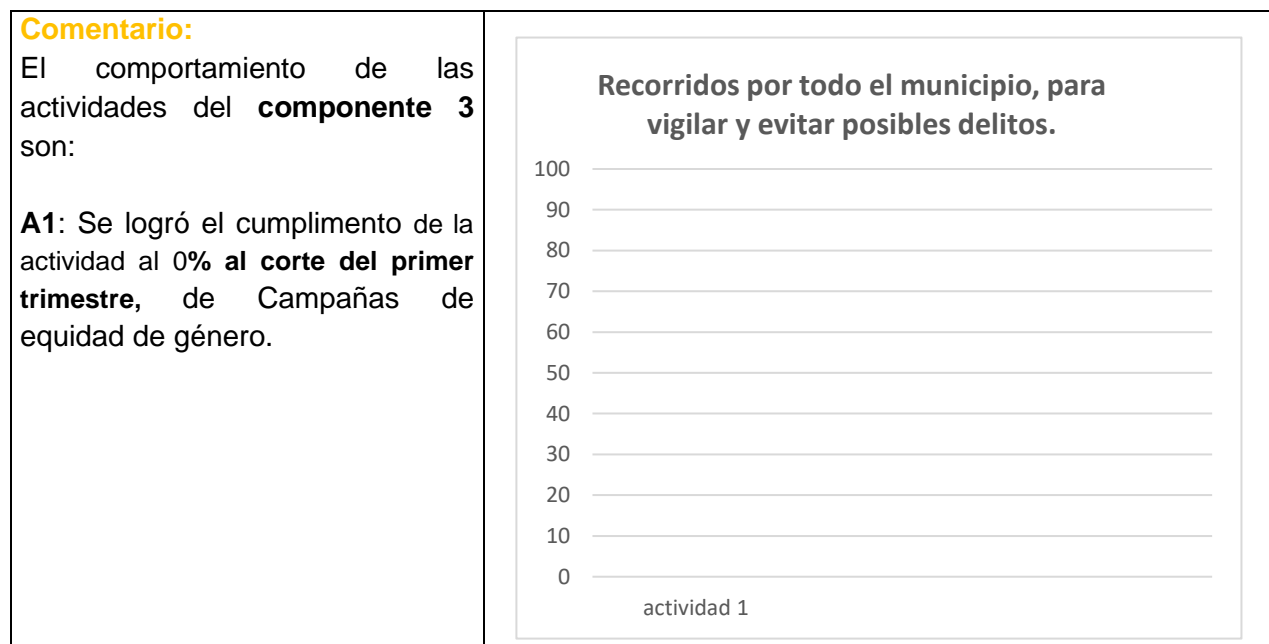 Comentario:
El comportamiento de las
actividades del componente 3
son:
A1: Se logró el cumplimento de la
actividad al 0% al corte del primer
trimestre, de Campañas de
equidad de género.
Recorridos por todo el municipio, para
vigilar y evitar posibles delitos.
100
90
80
70
60
50
40
30
20
10
0
actividad 1